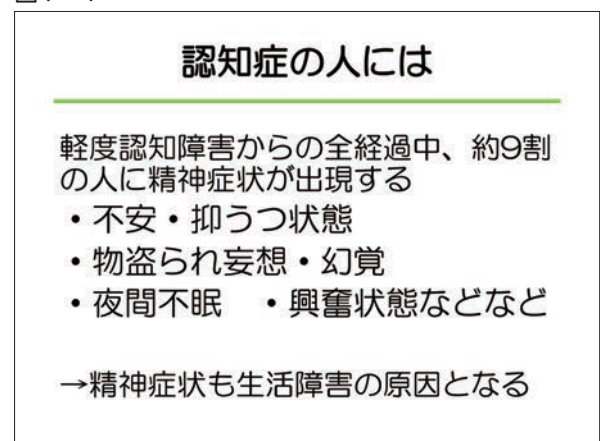 認知症の人には
軽度認知障害からの全経過中、約9割
の人に精神症状が出現する
・不安・抑うつ状態
・物盗られ妄想・幻覚
・夜間不眠　・興奮状態などなど
→精神症状も生活障害の原因となる